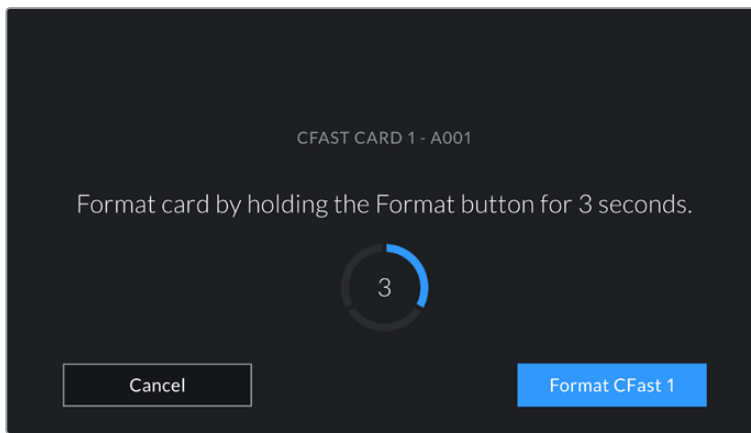 CFAST CARD 1 - A001
Format card by holding the Format button for 3 seconds.
3
Cancel
Format CFast 1